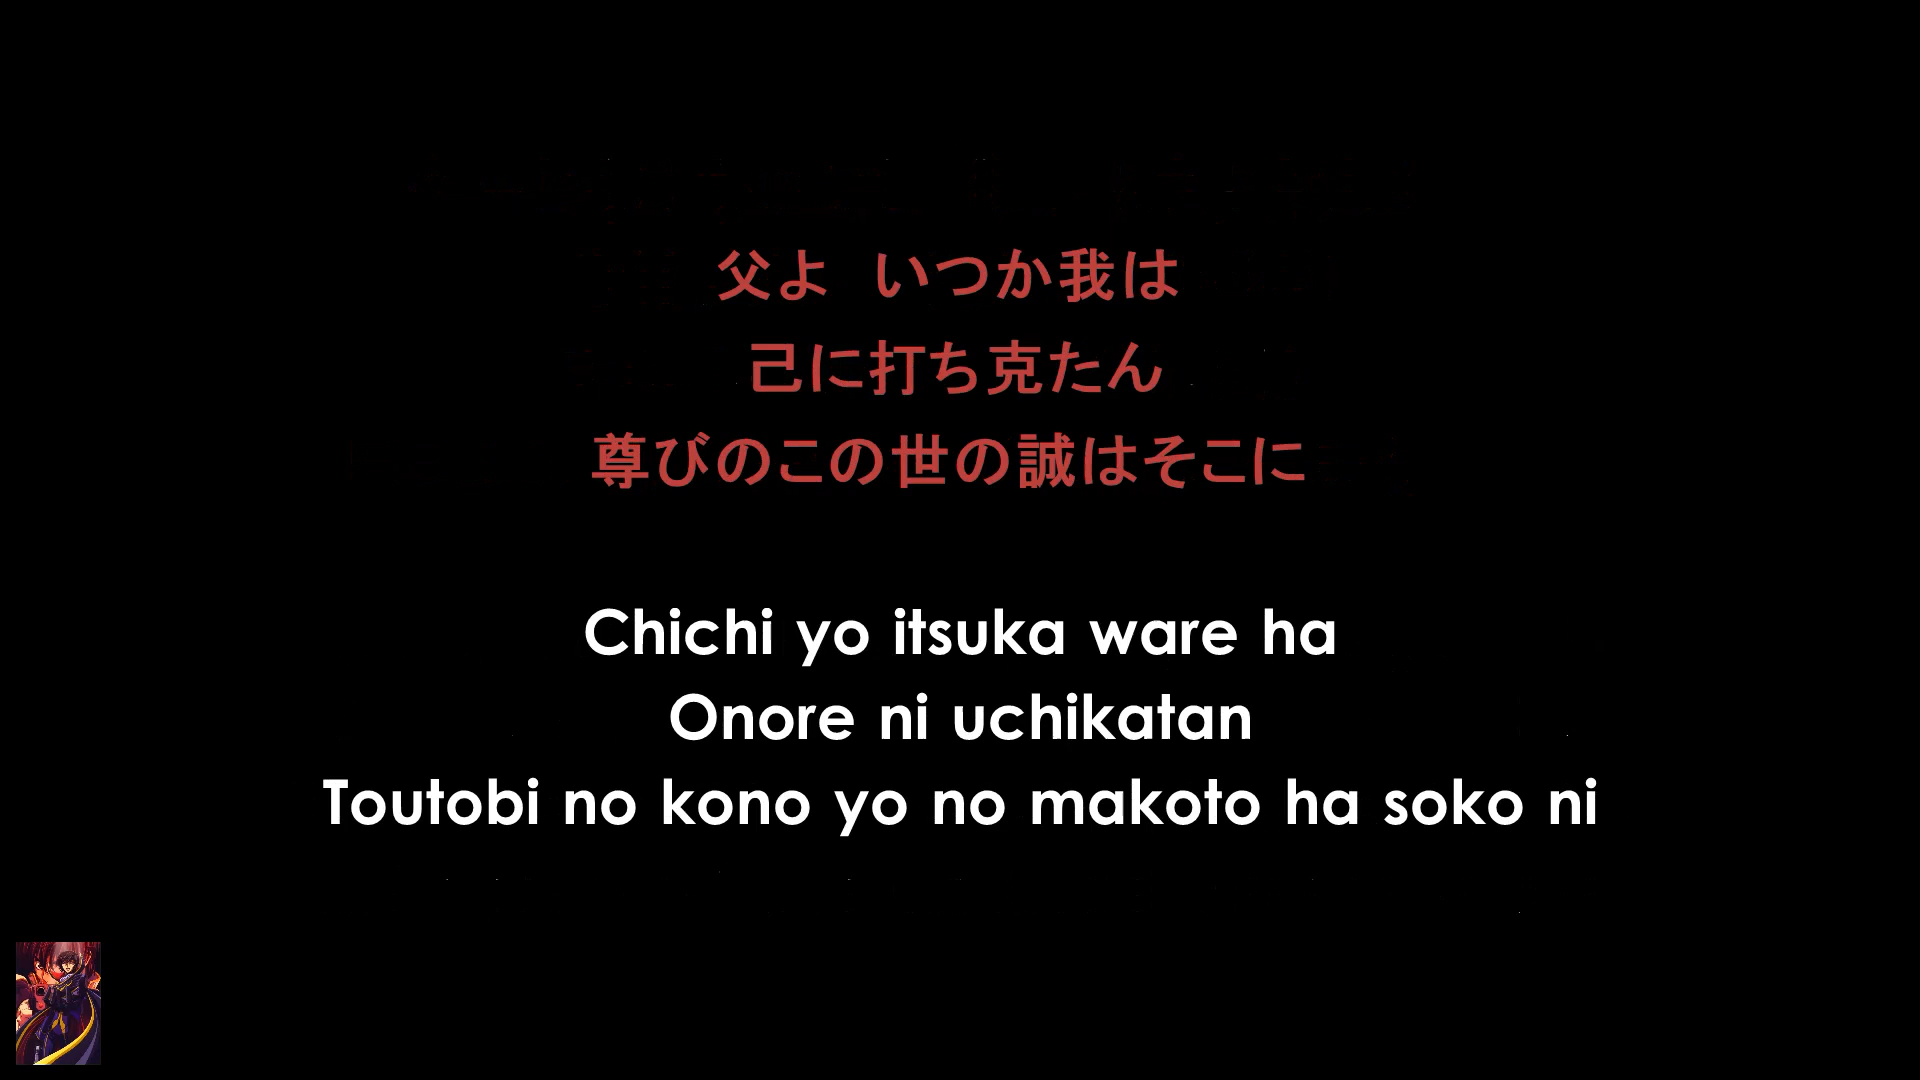 父よ　いつか我は
己に打ち克たん
尊びのこの世の誠はそこに
Chichi yo itsuka ware ha
Onore ni uchikatan
Toutobi no kono yo no makoto ha soko ni